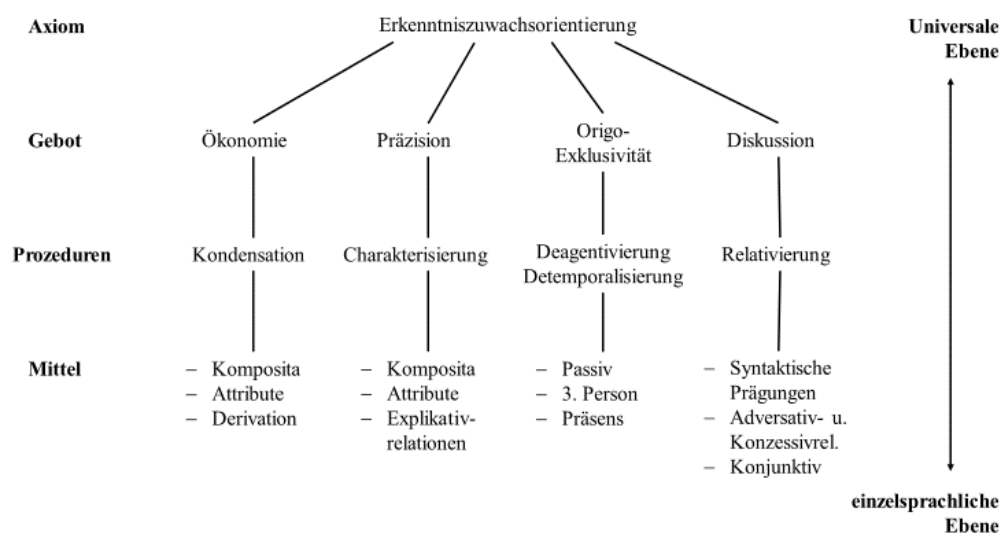 Axiom
Erkenntniszuwachsorientierung
Universale
Ebene
Gebot
Ökonomie
Präzision
Origo-
Exklusivität
Diskussion
Prozeduren
Kondensation
Charakterisierung
Deagentivierung
Detemporalisierung
Relativierung
Mittel
– Komposita
– Attribute
– Derivation
– Komposita
– Attribute
– Explikativ-
relationen
– Passiv
– 3. Person
– Präsens
– Syntaktische
Prägungen
– Adversativ- u.
Konzessivrel.
– Konjunktiv
einzelsprachliche
Ebene